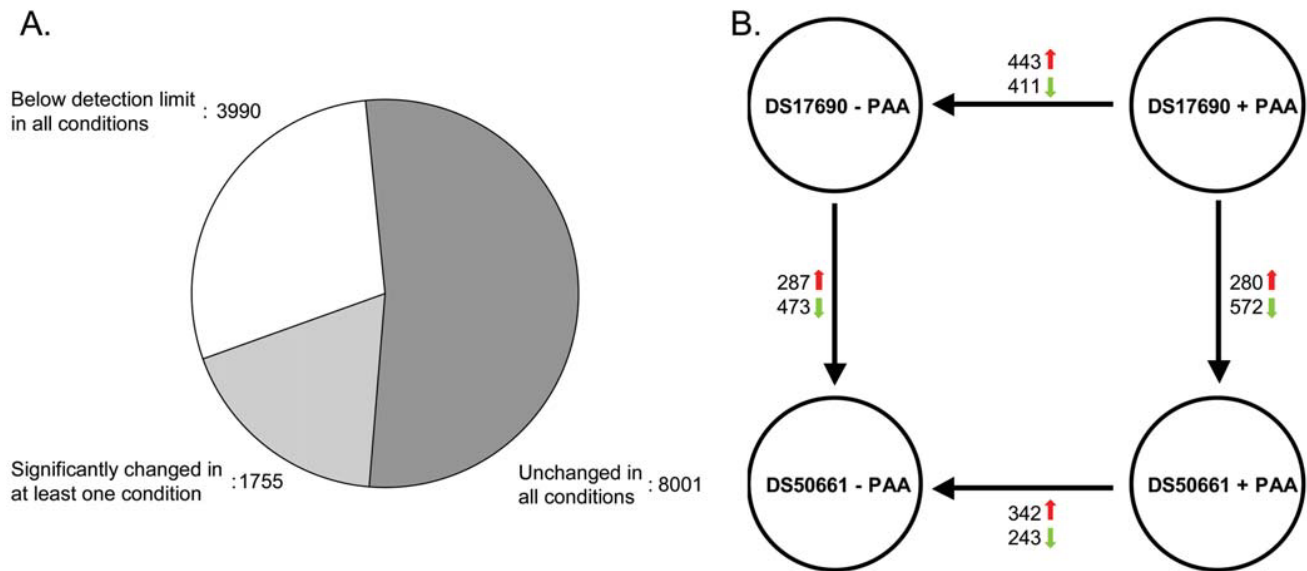 A.
Below detection limit
in all conditions
: 3990
Significantly changed in
at least one condition
:1755
Unchanged in
all conditions
: 8001
B.
DS17690 - PAA
443
411
DS17690 + PAA
287
473
280
572
DS50661 - PAA
342
243
DS50661 + PAA